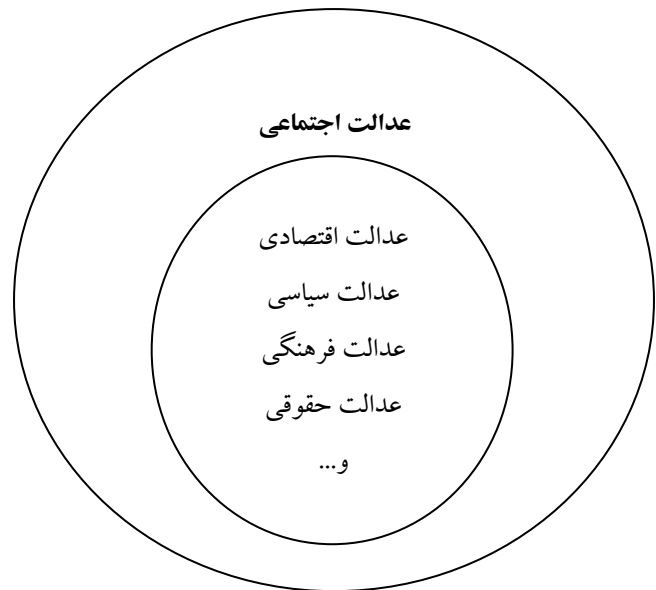 عدالت اجتماعی
عدالت اقتصادی
عدالت سیاسی
عدالت فرهنگی
عدالت حقوقی
و...